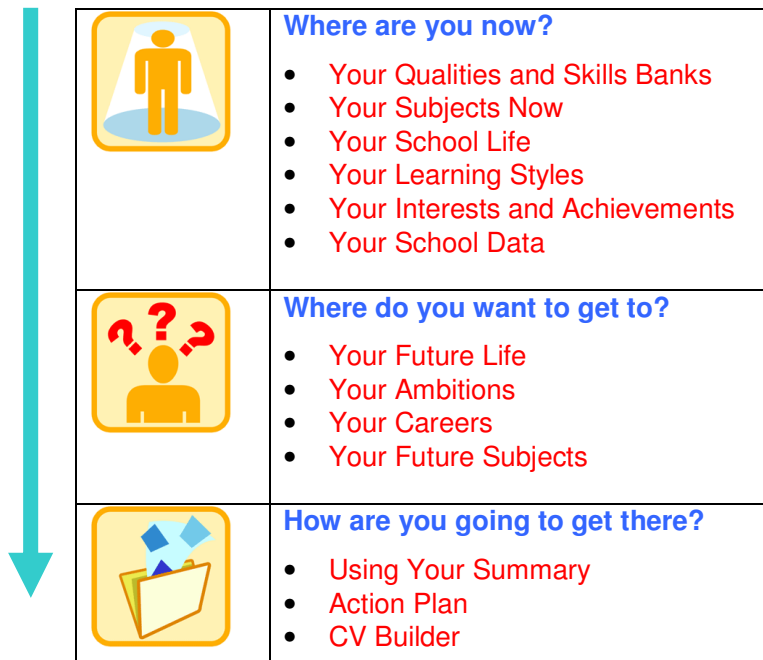 Where are you now?
• Your Qualities and Skills Banks
• Your Subjects Now
• Your School Life
• Your Learning Styles
• Your Interests and Achievements
• Your School Data
? ? ?
Where do you want to get to?
• Your Future Life
• Your Ambitions
• Your Careers
• Your Future Subjects
How are you going to get there?
• Using Your Summary
• Action Plan
• CV Builder